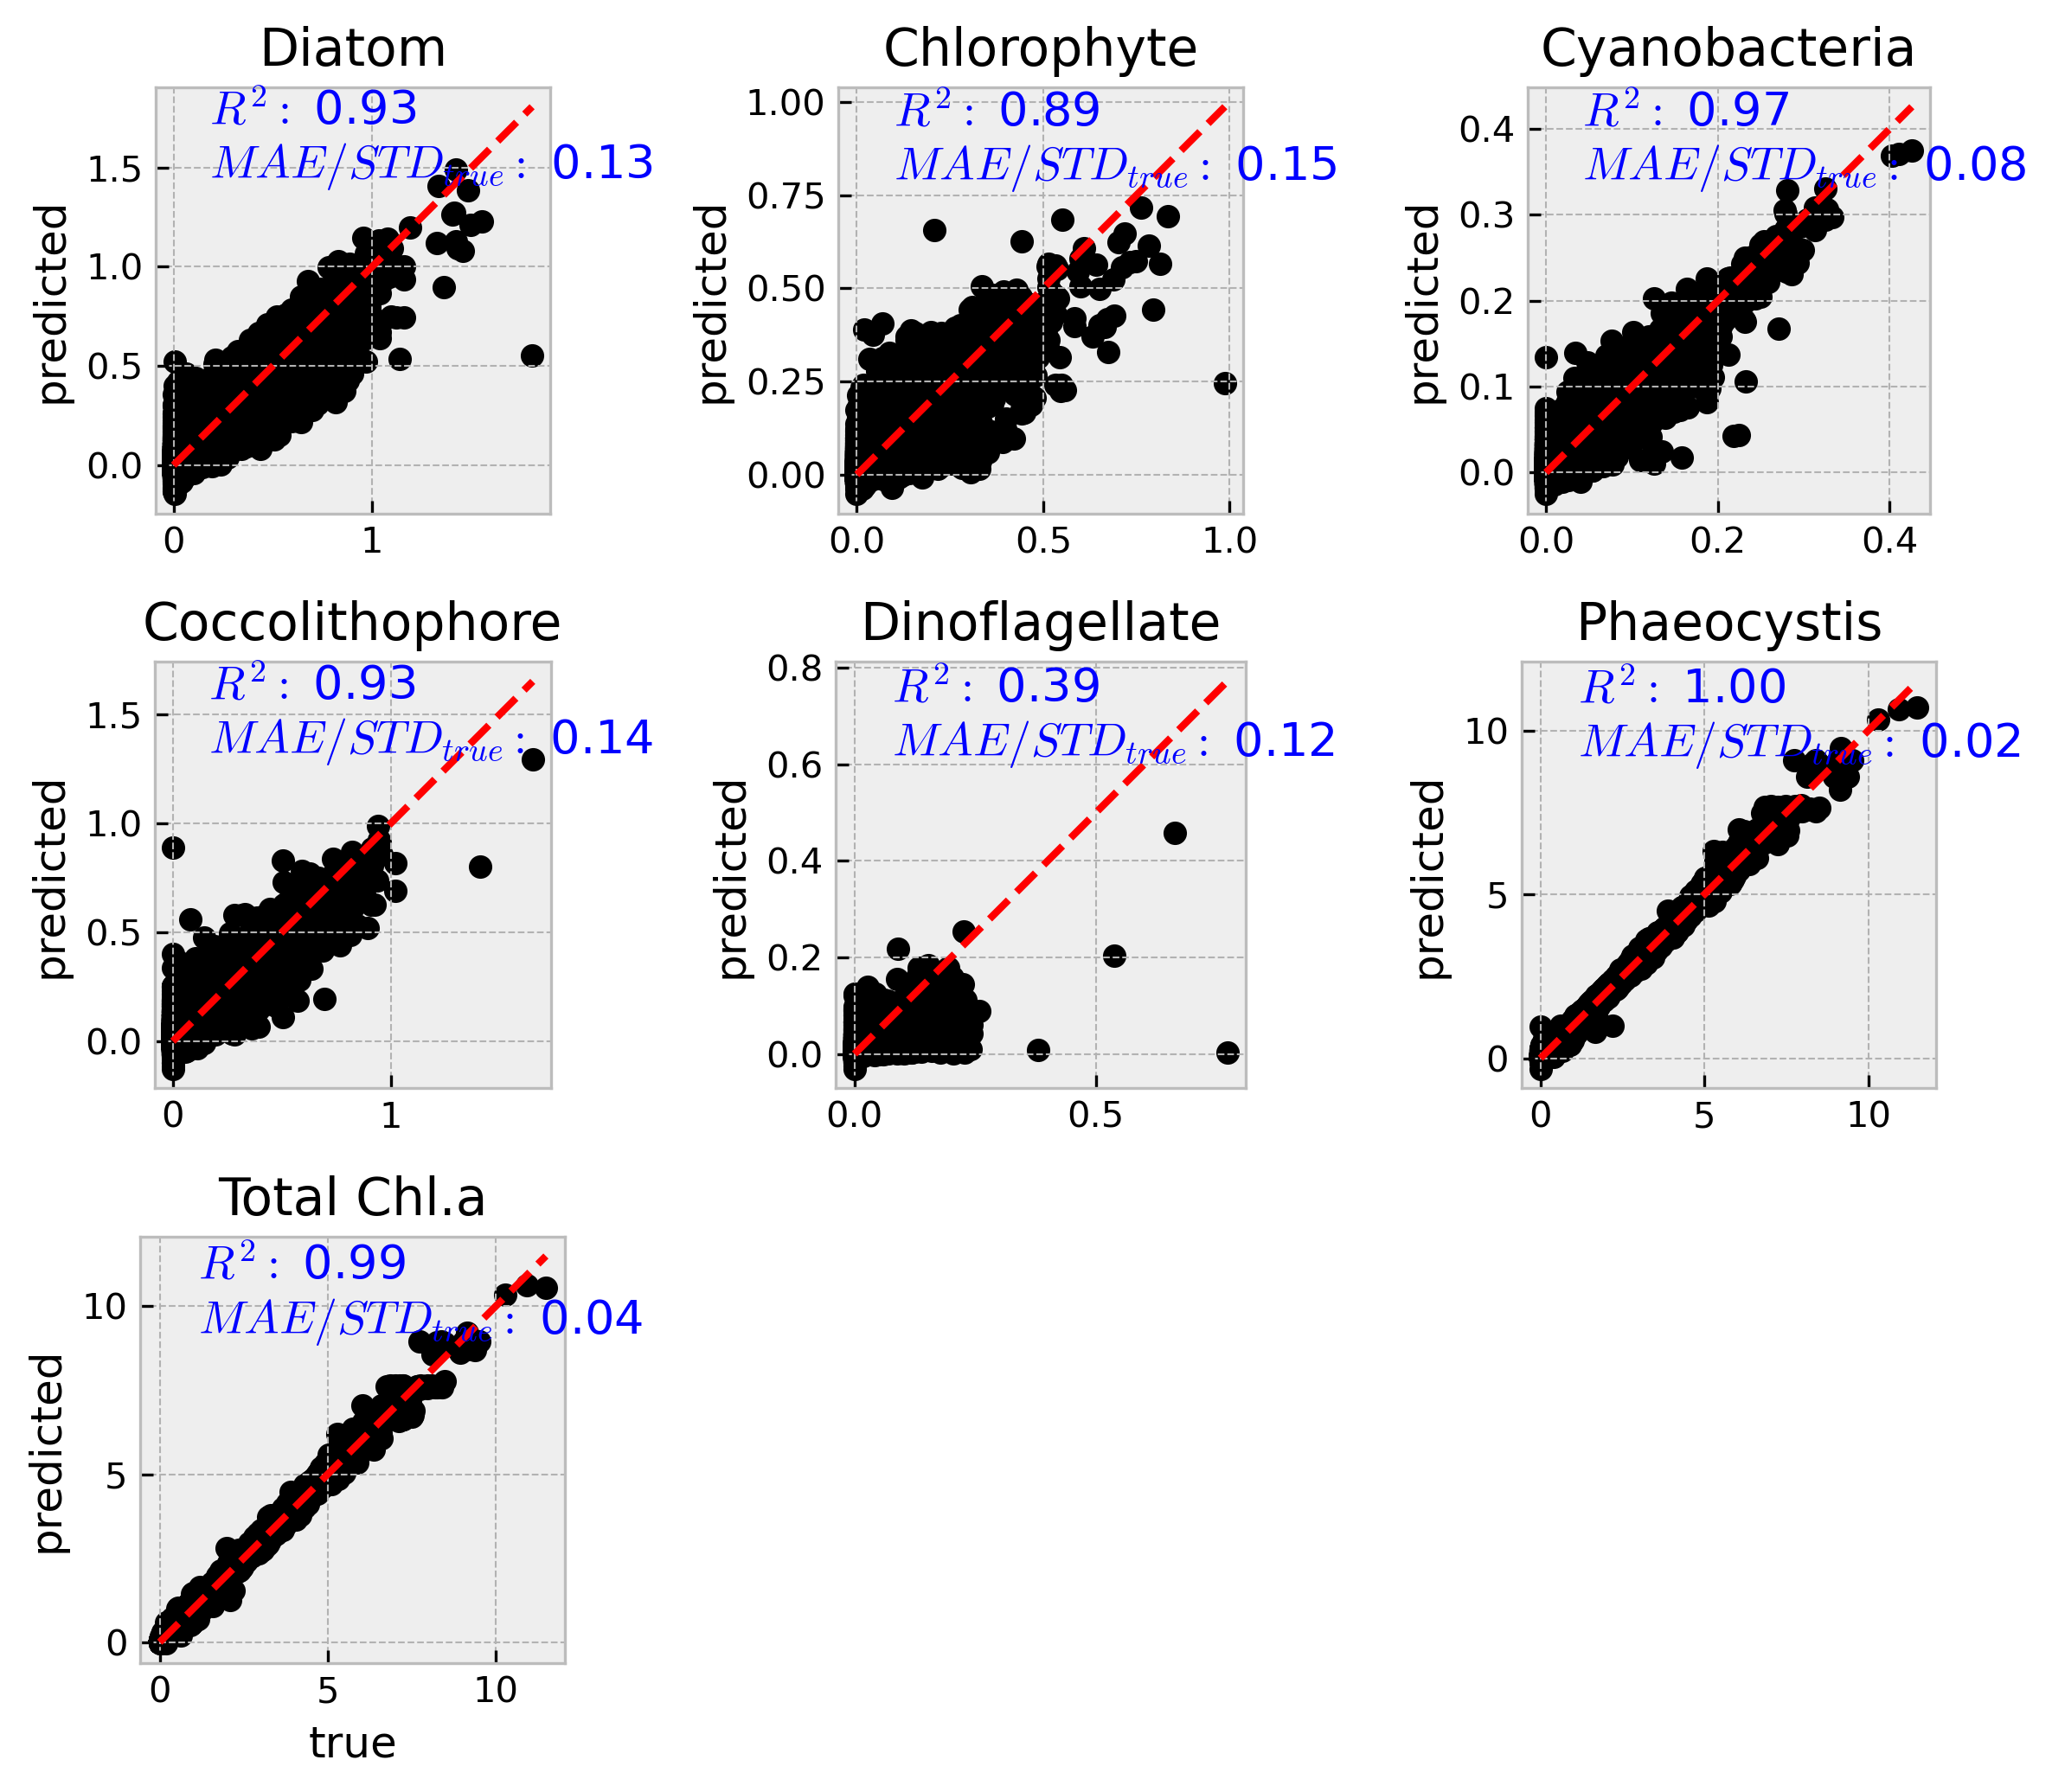 Diatom
R²: 0.93
MAE/STD_true: 0.13
predicted
1.5
1.0
0.5
0.0
0 1
Chlorophyte
R²: 0.89
MAE/STD_true: 0.15
predicted
1.00
0.75
0.50
0.25
0.00
0.0 0.5 1.0
Cyanobacteria
R²: 0.97
MAE/STD_true: 0.08
predicted
0.4
0.3
0.2
0.1
0.0
0.0 0.2 0.4
Coccolithophore
R²: 0.93
MAE/STD_true: 0.14
predicted
1.5
1.0
0.5
0.0
0 1
Dinoflagellate
R²: 0.39
MAE/STD_true: 0.12
predicted
0.8
0.6
0.4
0.2
0.0
0.0 0.5
Phaeocystis
R²: 1.00
MAE/STD_true: 0.02
predicted
10
5
0
0 5 10
Total Chl.a
R²: 0.99
MAE/STD_true: 0.04
predicted
10
5
0
0 5 10
true